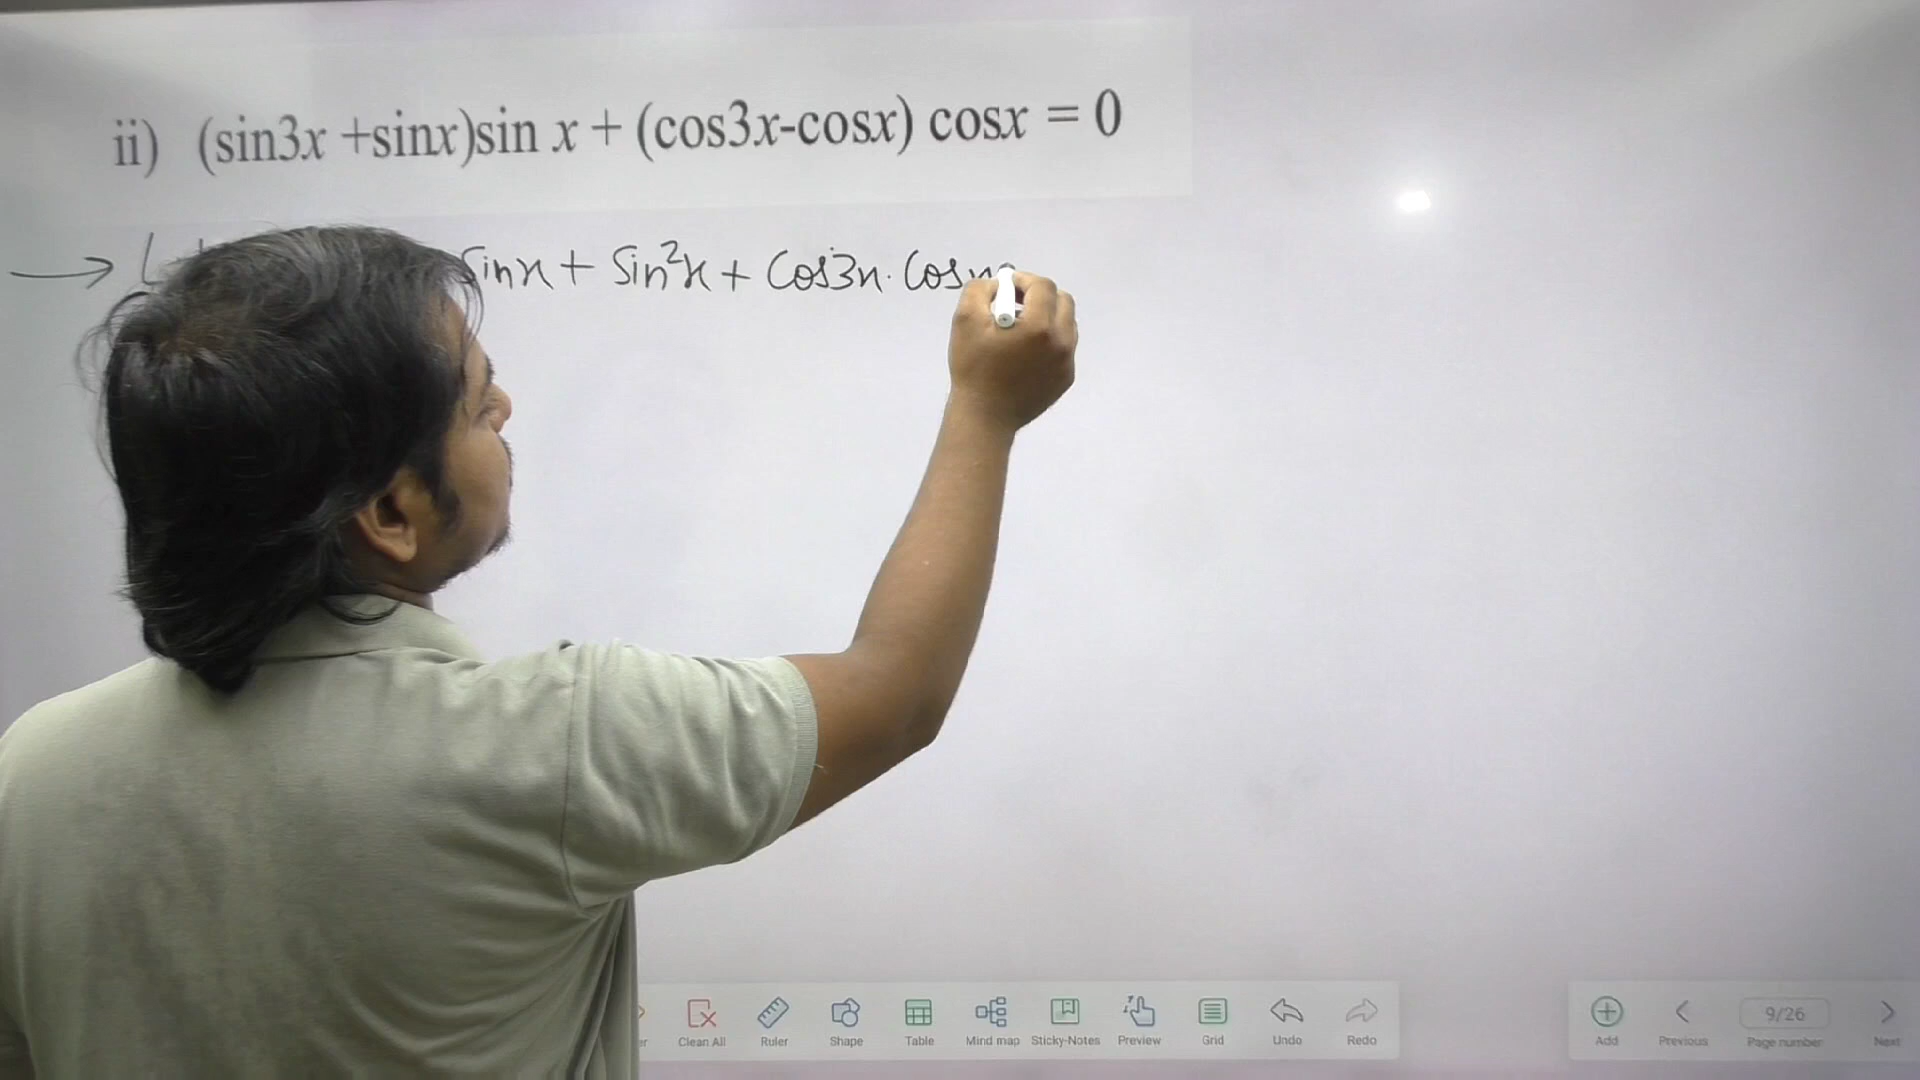 ii) (sin3x +sinx)sin x + (cos3x-cosx) cosx = 0
→ sinx + sin²x + cos3x · cosx
Clean All Ruler Shape Table Mind map Sticky-Notes Preview Grid Undo Redo
Add Previous 9/26 Page number Next